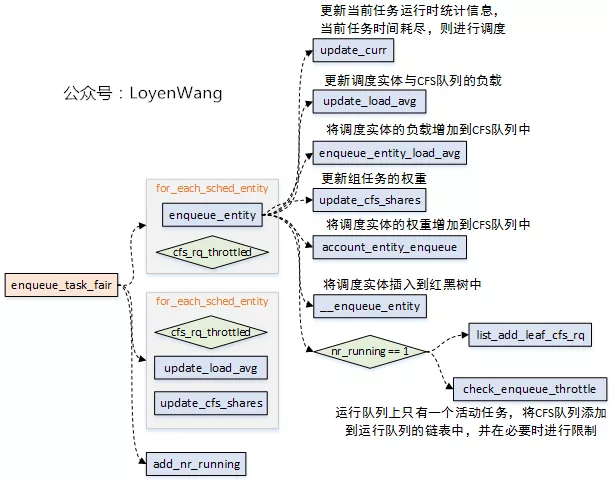 更新当前任务运行时统计信息，
当前任务时间耗尽，则进行调度
update_curr
公众号：LoyenWang
更新调度实体与CFS队列的负载
update_load_avg
将调度实体的负载增加到CFS队列中
enqueue_entity_load_avg
for_each_sched_entity
更新组任务的权重
enqueue_entity
update_cfs_shares
将调度实体的权重增加到CFS队列中
cfs_rq_throttled
account_entity_enqueue
enqueue_task_fair
将调度实体插入到红黑树中
for_each_sched_entity
__enqueue_entity
cfs_rq_throttled
list_add_leaf_cfs_rq
nr_running == 1
update_load_avg
check_enqueue_throttle
update_cfs_shares
运行队列上只有一个活动任务，将CFS队列添加
到运行队列的链表中，并在必要时进行限制
add_nr_running